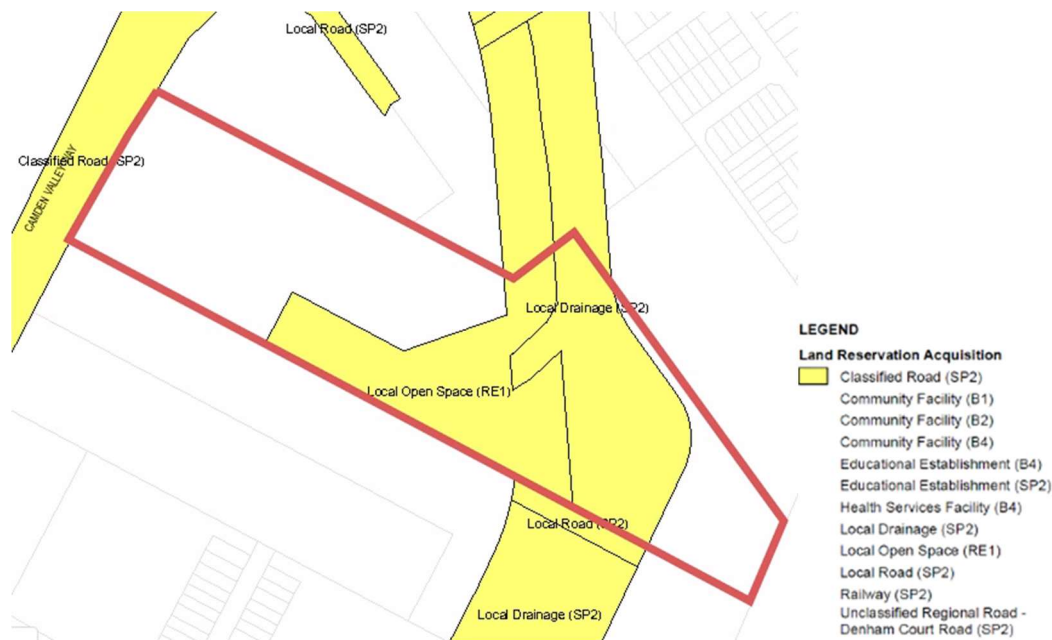 Local Road (SP2)
Classified Road (SP2)
CAMDEN VALLEY WAY
Local Drainage (SP2)
Local Open Space (RE1)
Local Road (SP2)
Local Drainage (SP2)
LEGEND
Land Reservation Acquisition
Classified Road (SP2)
Community Facility (B1)
Community Facility (B2)
Community Facility (B4)
Educational Establishment (B4)
Educational Establishment (SP2)
Health Services Facility (B4)
Local Drainage (SP2)
Local Open Space (RE1)
Local Road (SP2)
Railway (SP2)
Unclassified Regional Road -
Denham Court Road (SP2)